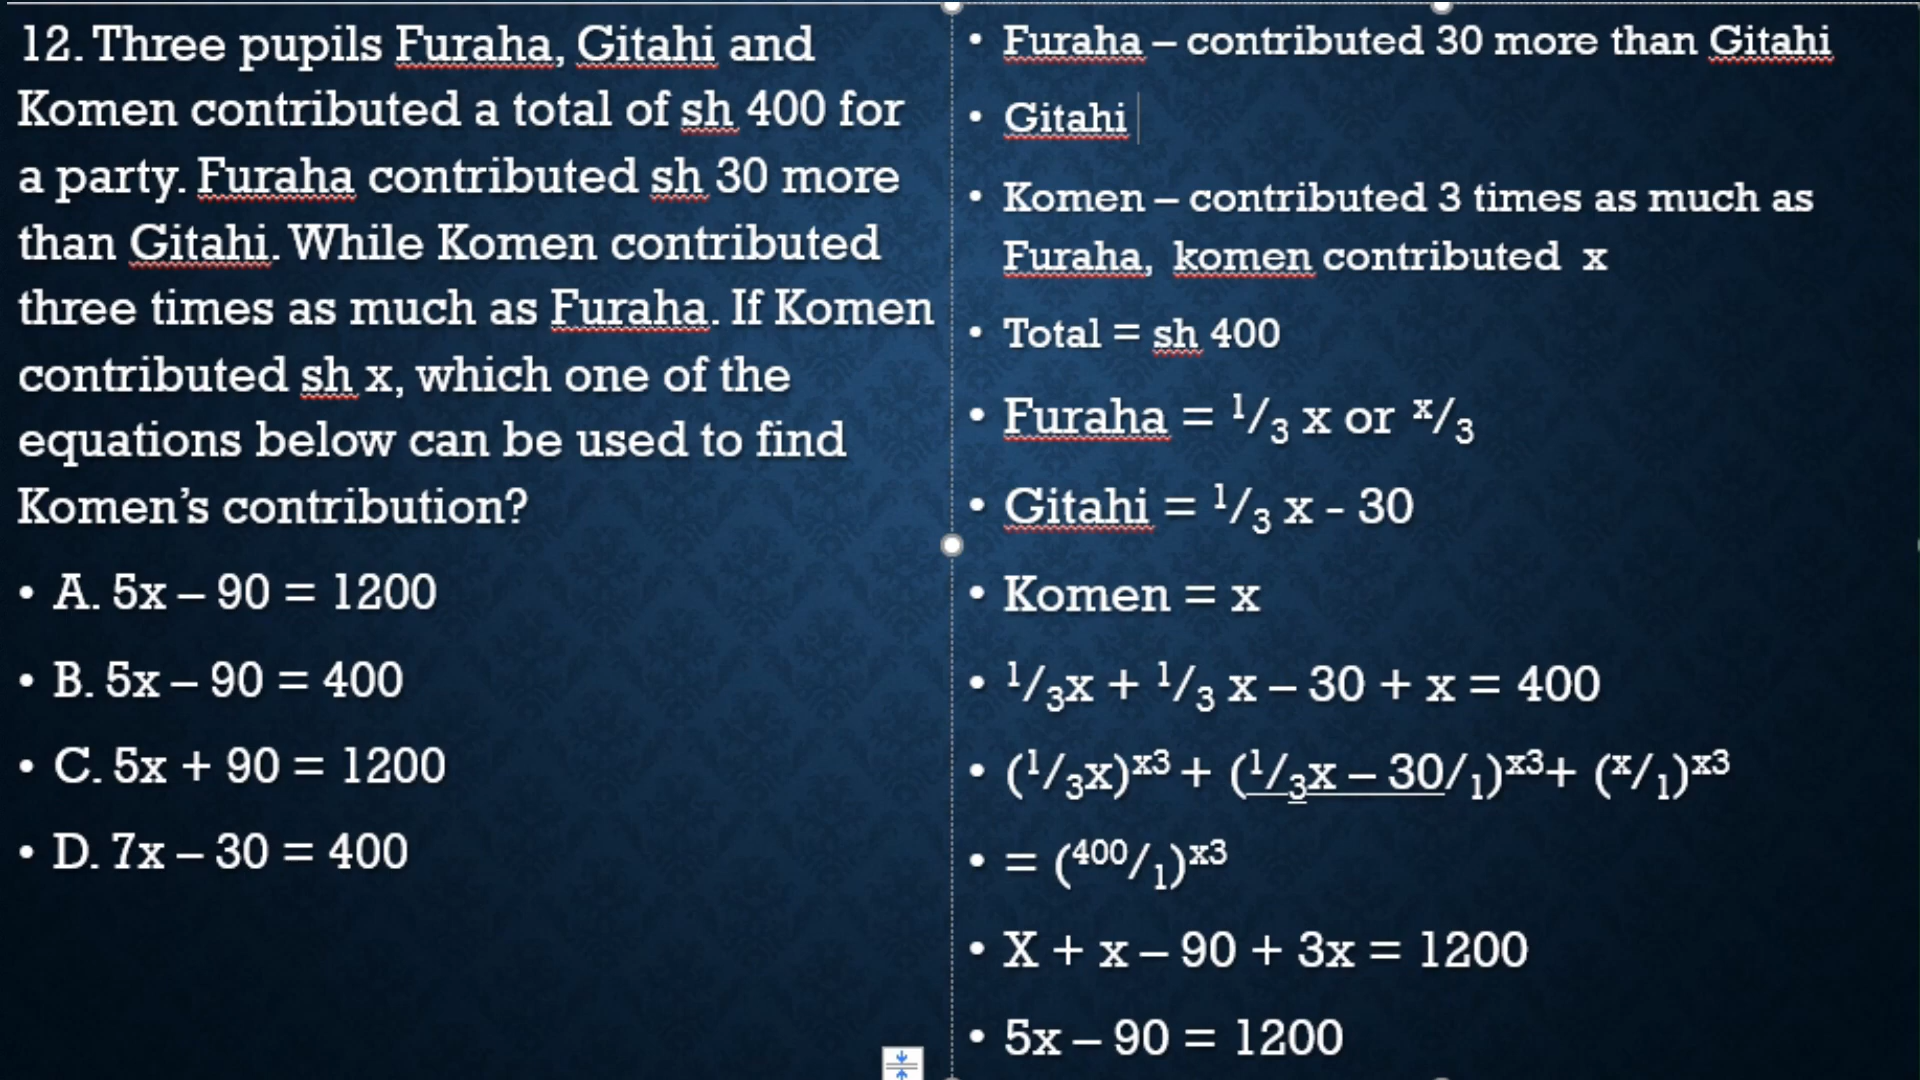 12. Three pupils Furaha, Gitahi and
Komen contributed a total of sh 400 for
a party. Furaha contributed sh 30 more
than Gitahi. While Komen contributed
three times as much as Furaha. If Komen
contributed sh x, which one of the
equations below can be used to find
Komen’s contribution?
• A. 5x – 90 = 1200
• B. 5x – 90 = 400
• C. 5x + 90 = 1200
• D. 7x – 30 = 400
• Furaha – contributed 30 more than Gitahi
• Gitahi
• Komen – contributed 3 times as much as
Furaha, komen contributed x
• Total = sh 400
• Furaha = ¹/₃ x or ˣ/₃
• Gitahi = ¹/₃ x - 30
• Komen = x
• ¹/₃x + ¹/₃ x – 30 + x = 400
• (¹/₃x)ˣ³ + (¹/₃x – 30/₁)ˣ³+ (ˣ/₁)ˣ³
• = (⁴⁰⁰/₁)ˣ³
• X + x – 90 + 3x = 1200
• 5x – 90 = 1200